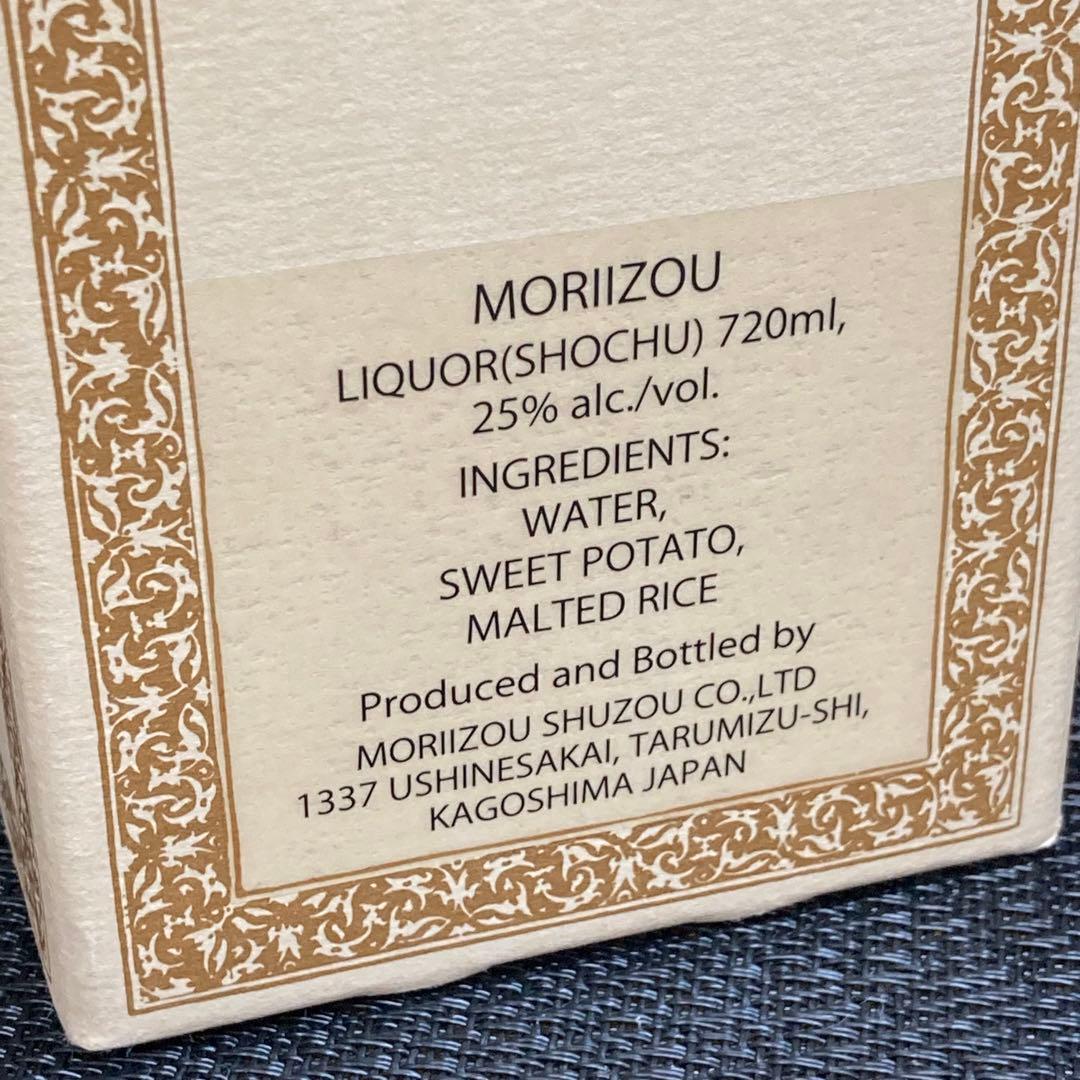 MORIIZOU
LIQUOR(SHOCHU) 720ml,
25% alc./vol.
INGREDIENTS:
WATER,
SWEET POTATO,
MALTED RICE
Produced and Bottled by
MORIIZOU SHUZOU CO.,LTD
1337 USHINESAKAI, TARUMIZU-SHI,
KAGOSHIMA JAPAN